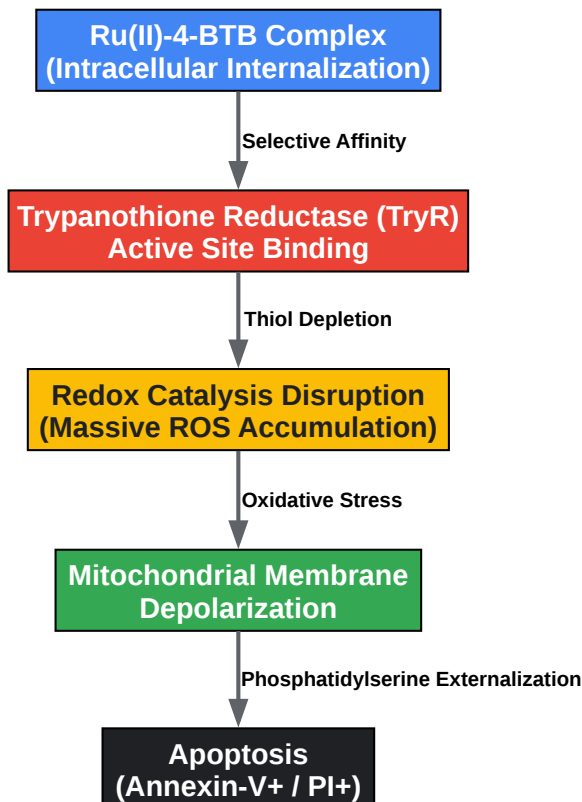 Ru(II)-4-BTB Complex
(Intracellular Internalization)
Selective Affinity
Trypanothione Reductase (TryR)
Active Site Binding
Thiol Depletion
Redox Catalysis Disruption
(Massive ROS Accumulation)
Oxidative Stress
Mitochondrial Membrane
Depolarization
Phosphatidylserine Externalization
Apoptosis
(Annexin-V+ / PI+)